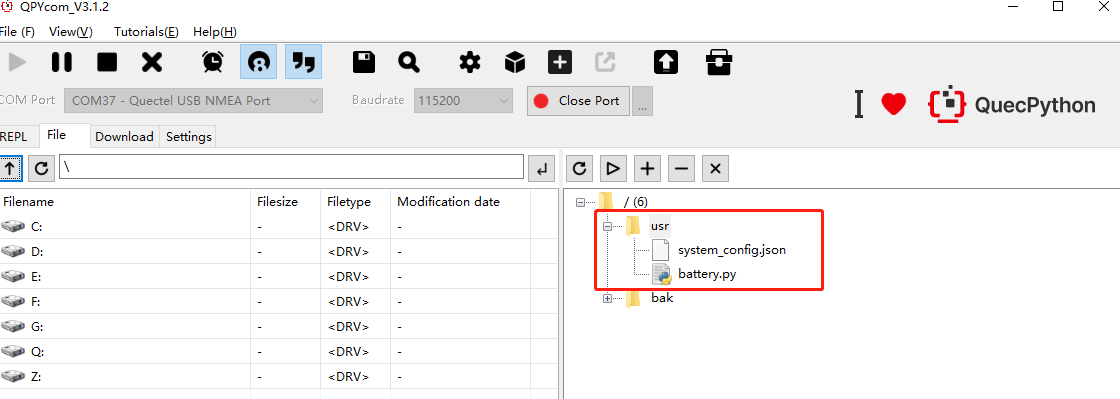 QPYcom_V3.1.2
File (F) View(V) Tutorials(E) Help(H)
COM Port COM37 - Quectel USB NMEA Port Baudrate 115200 Close Port ... QuecPython
REPL File Download Settings
\
Filename Filesize Filetype Modification date
C: - <DRV> -
D: - <DRV> -
E: - <DRV> -
F: - <DRV> -
G: - <DRV> -
Q: - <DRV> -
Z: - <DRV> -
/ (6)
usr
system_config.json
battery.py
bak